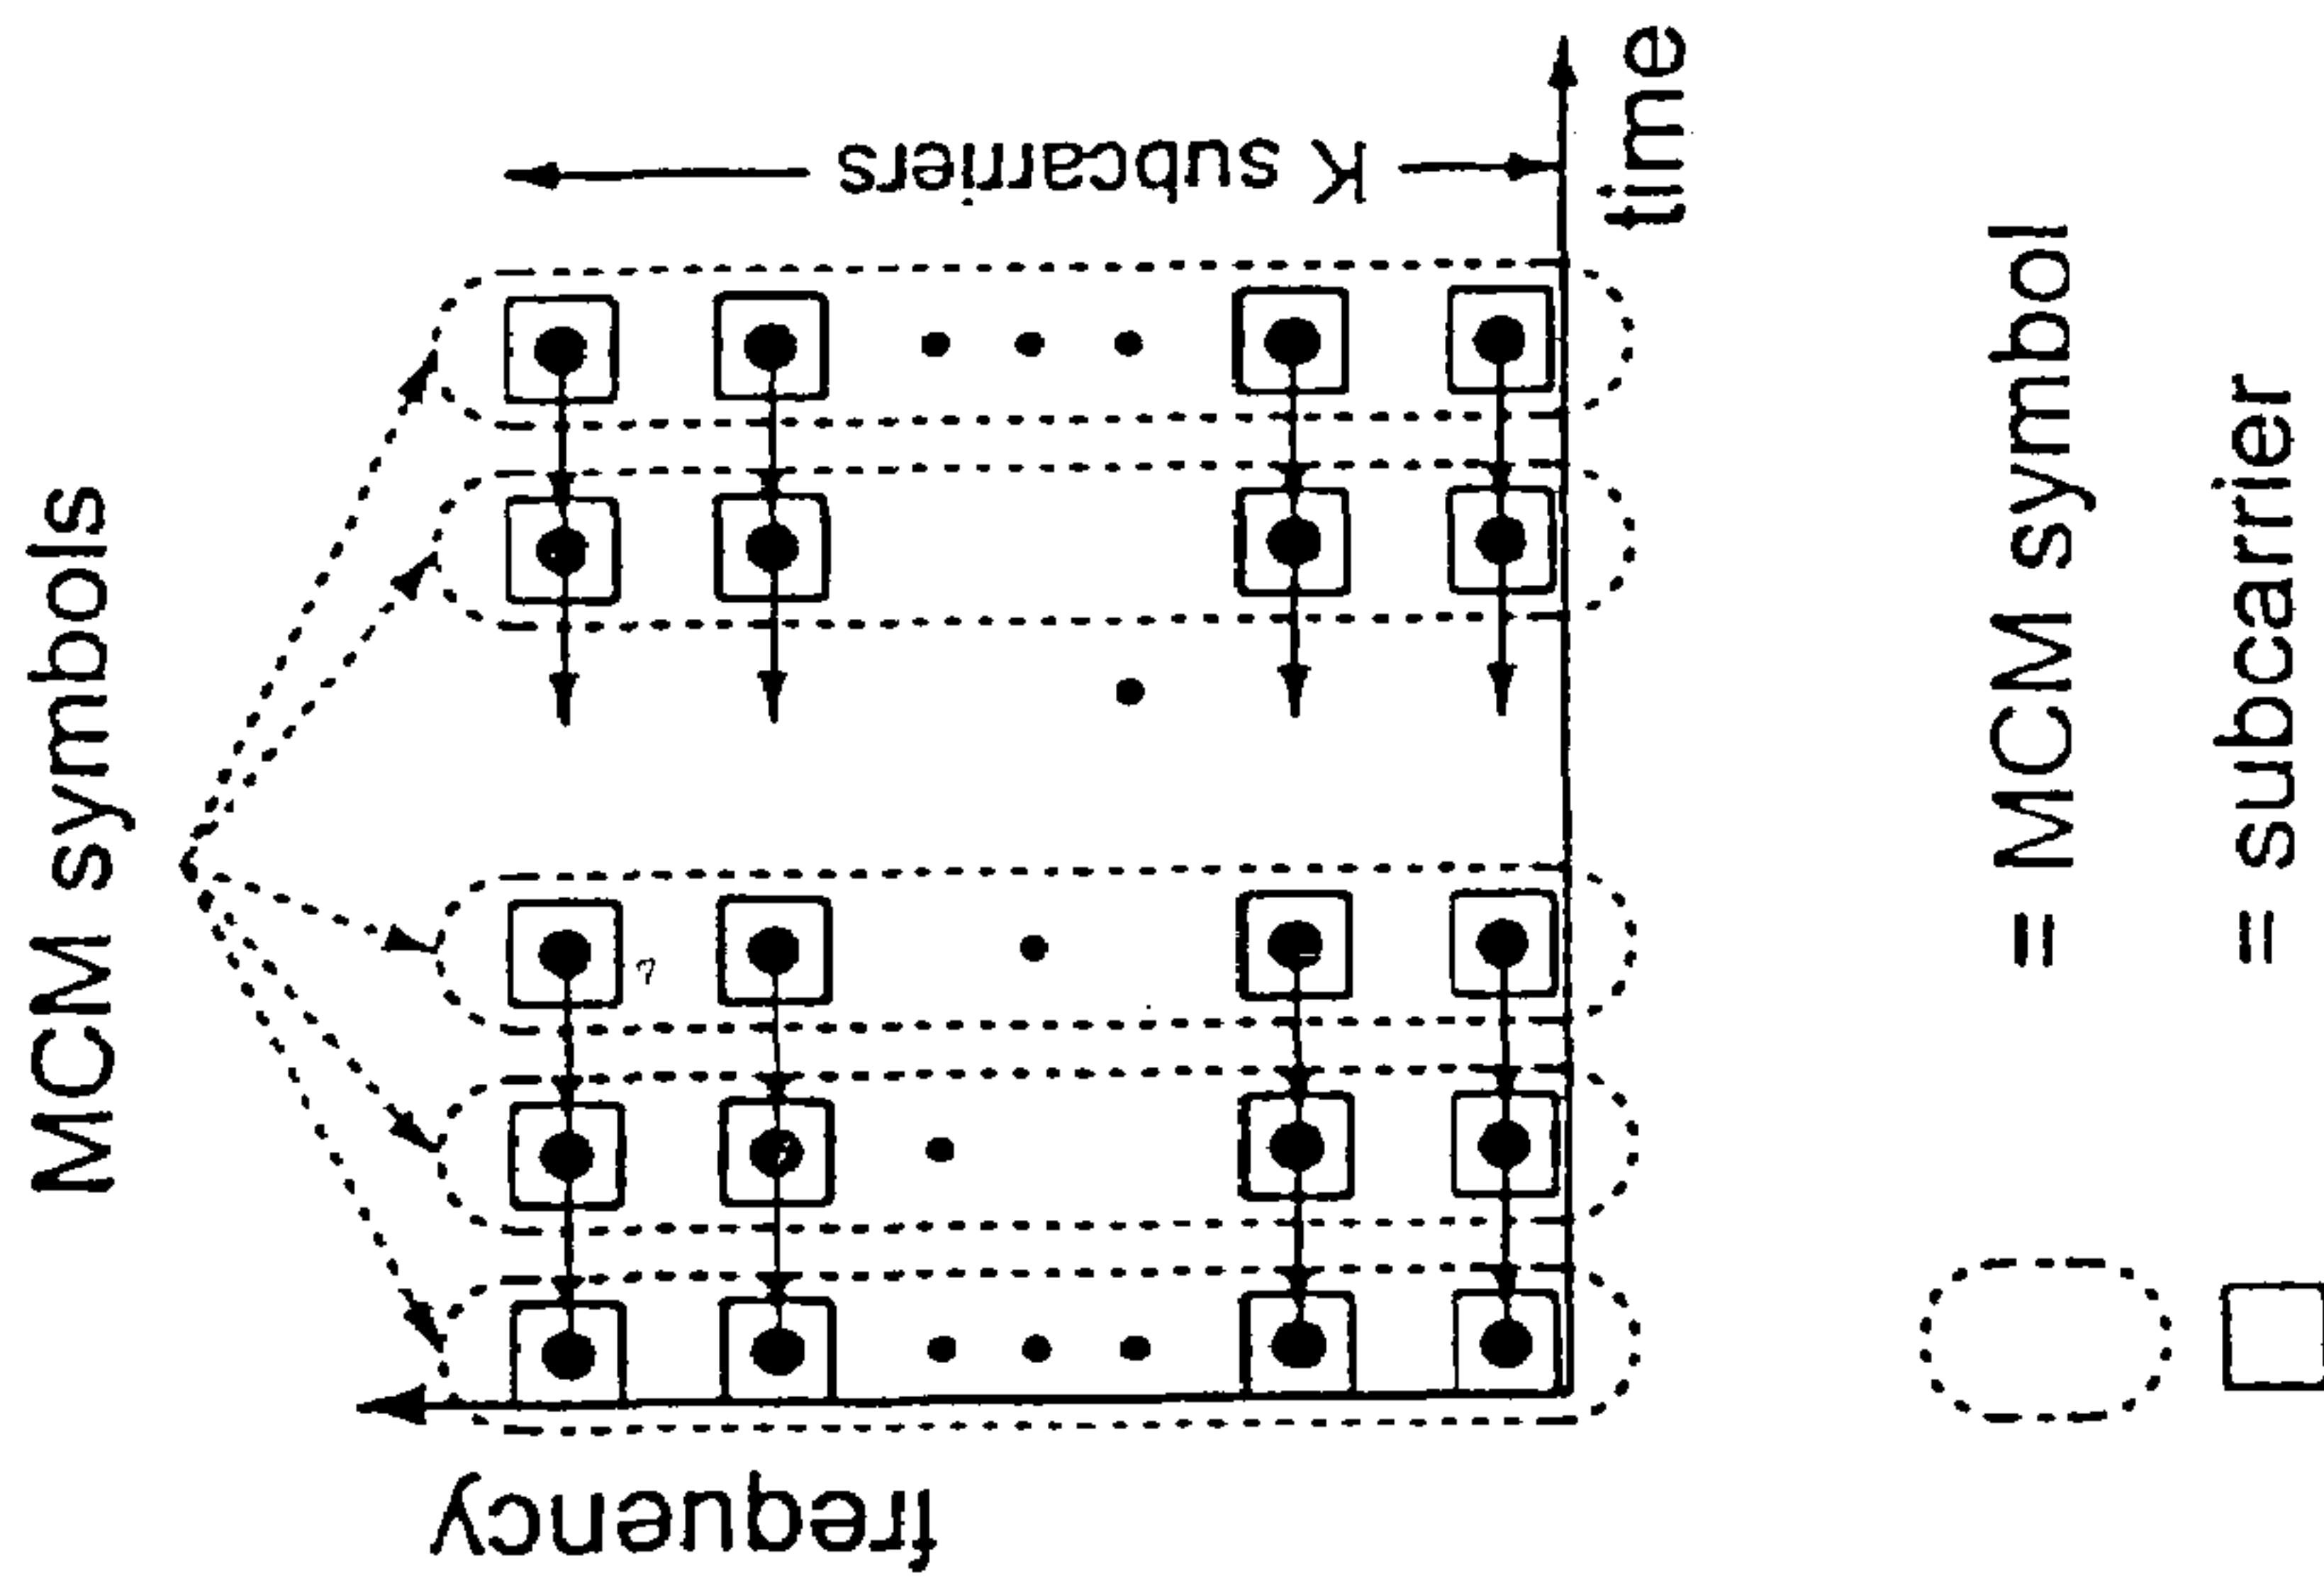 MCM symbols
K subcarriers
frequency
time
= MCM symbol
= subcarrier